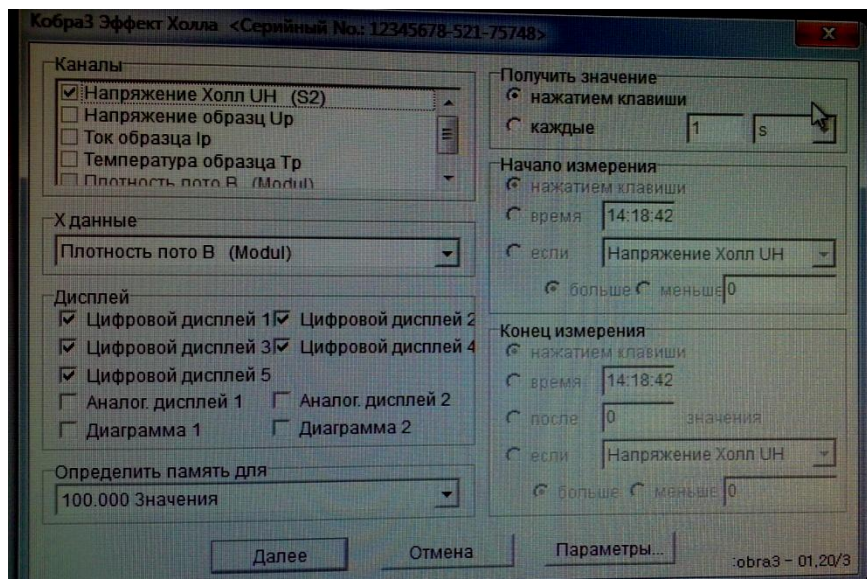 Кобра3 Эффект Холла <Серийный No.: 12345678-521-75748>
Каналы
Напряжение Холл UH (S2)
Напряжение образц Up
Ток образца Ip
Температура образца Tp
Плотность пото B (Modul)
X данные
Плотность пото B (Modul)
Дисплей
Цифровой дисплей 1 Цифровой дисплей 2
Цифровой дисплей 3 Цифровой дисплей 4
Цифровой дисплей 5
Аналог. дисплей 1 Аналог. дисплей 2
Диаграмма 1 Диаграмма 2
Определить память для
100.000 Значения
Получить значение
нажатием клавиши
каждые 1 s
Начало измерения
нажатием клавиши
время 14:18:42
если Напряжение Холл UH
больше меньше 0
Конец измерения
нажатием клавиши
время 14:18:42
после 0 значения
если Напряжение Холл UH
больше меньше 0
Далее Отмена Параметры...
:obra3 - 01,20/3